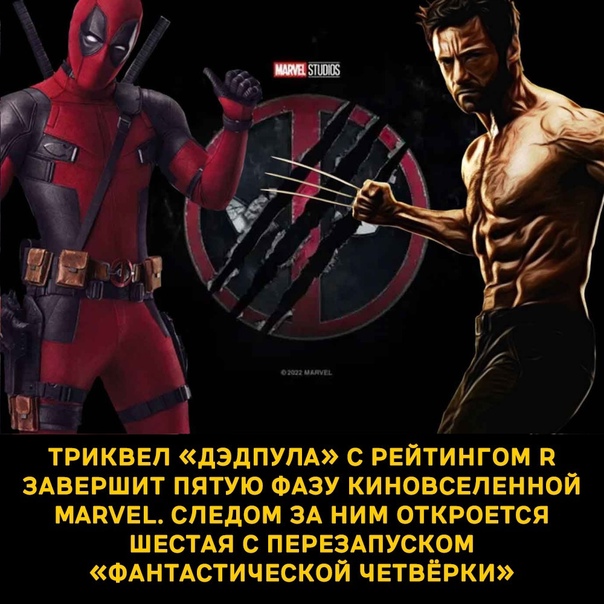 MARVEL STUDIOS
©2022 MARVEL
ТРИКВЕЛ «ДЭДПУЛА» С РЕЙТИНГОМ R
ЗАВЕРШИТ ПЯТУЮ ФАЗУ КИНОВСЕЛЕННОЙ
MARVEL. СЛЕДОМ ЗА НИМ ОТКРОЕТСЯ
ШЕСТАЯ С ПЕРЕЗАПУСКОМ
«ФАНТАСТИЧЕСКОЙ ЧЕТВЁРКИ»